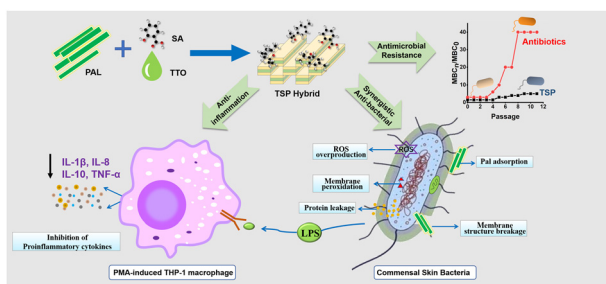 PAL
SA
TTO
TSP Hybrid
Antimicrobial
Resistance
MBCn/MBC0
40
30
20
10
0
0 2 4 6 8 10 12
Passage
Antibiotics
TSP
Anti-
inflammation
Synergistic
Anti-bacterial
IL-1β, IL-8
IL-10, TNF-α
Inhibition of
Proinflammatory cytokines
PMA-induced THP-1 macrophage
LPS
ROS
overproduction
ROS
Membrane
peroxidation
Protein leakage
Pal adsorption
Membrane
structure breakage
Commensal Skin Bacteria